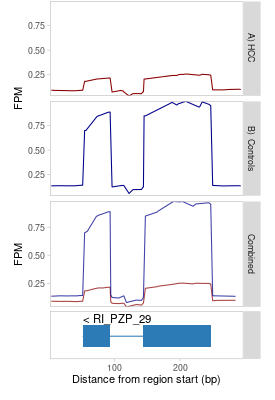 0.75
0.50
0.25
A) HCC
FPM
0.75
0.50
0.25
B) Controls
0.75
0.50
0.25
FPM
Combined
< RI_PZP_29
100
200
Distance from region start (bp)